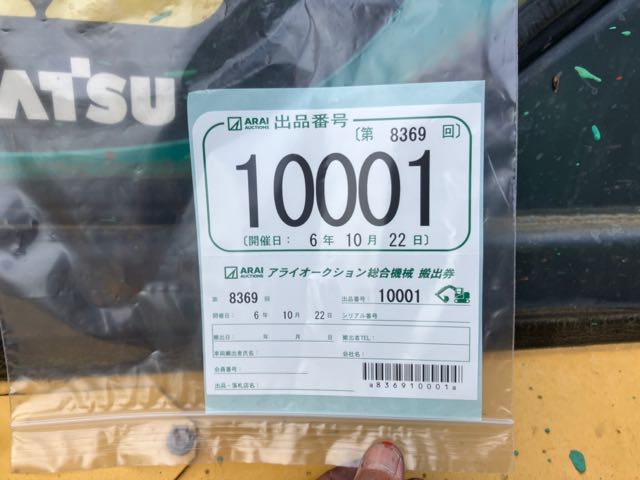 ATSU
ARAI AUCTIONS 出品番号
〔第 8369 回〕
10001
〔開催日： 6 年 10 月 22 日〕
ARAI AUCTIONS アライオークション総合機械 搬出券
第 8369 回 出品番号： 10001
開催日： 6 年 10 月 22 日 シリアル番号
搬出日： 年 月 日 搬出者TEL：
車両搬出者氏名： 会社名：
会員番号：
出品・落札店名：
a836910001a